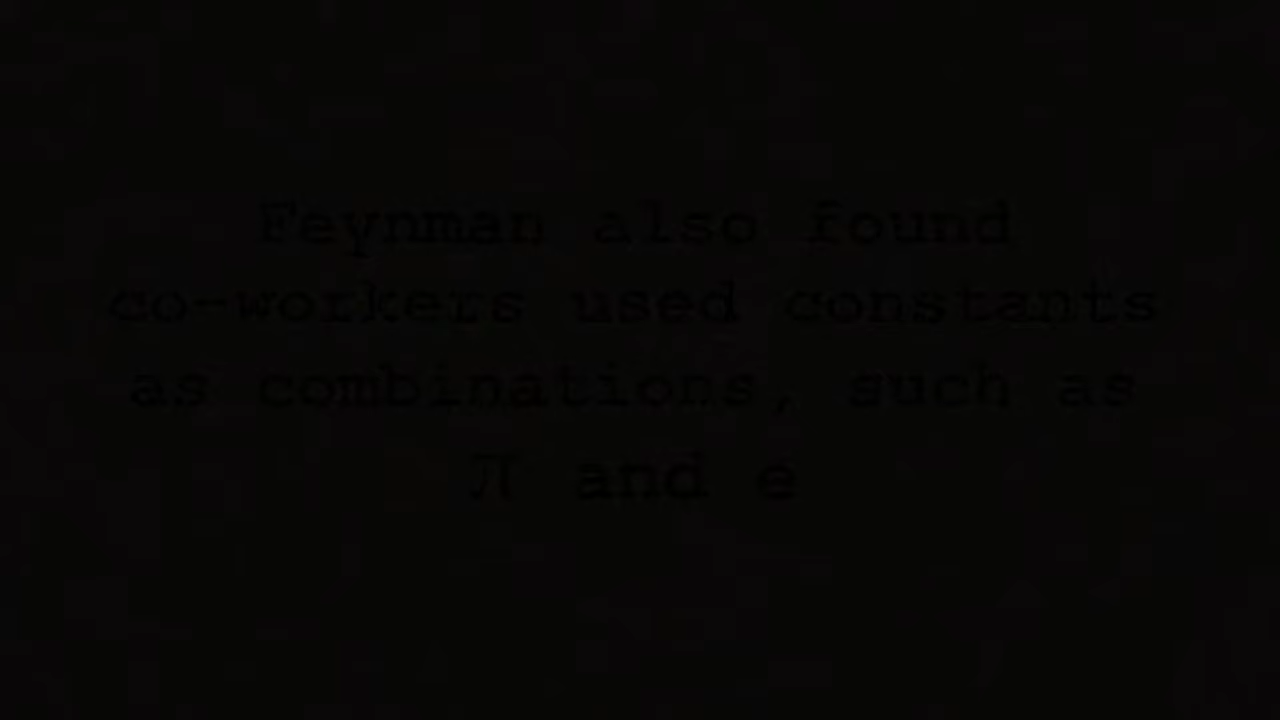 Feynman also found
co-workers used constants
as combinations, such as
π and e